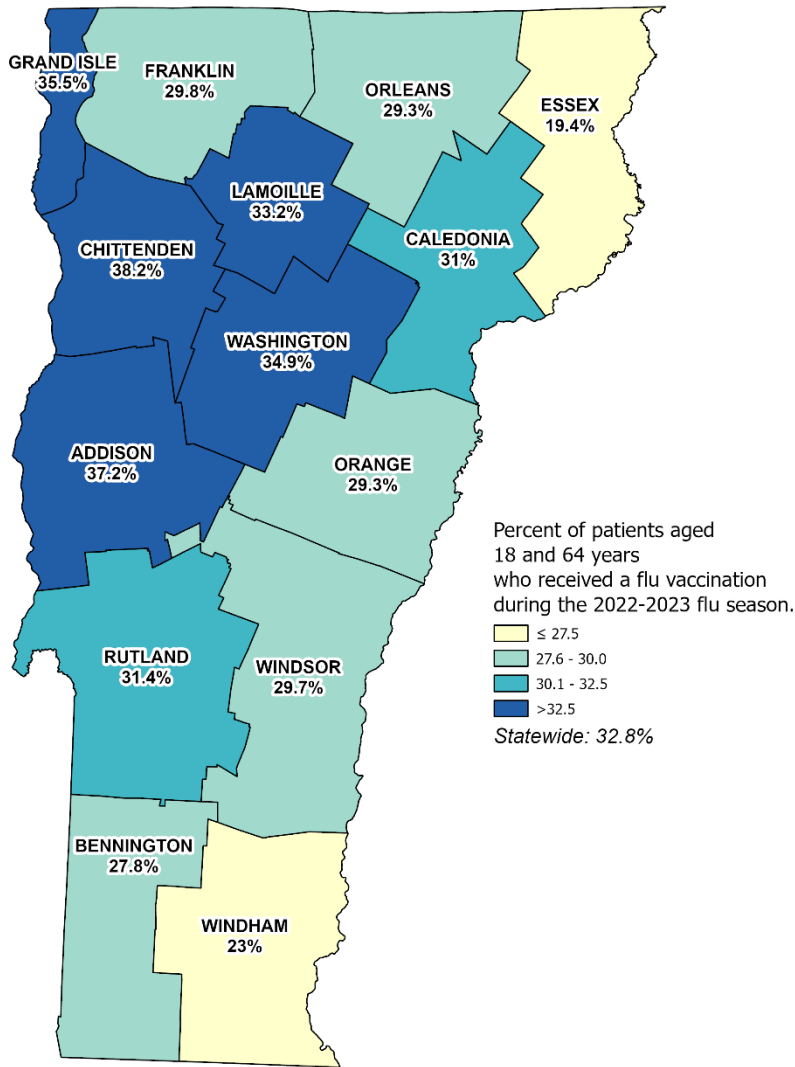 GRAND ISLE
35.5%
FRANKLIN
29.8%
ORLEANS
29.3%
ESSEX
19.4%
LAMOILLE
33.2%
CHITTENDEN
38.2%
CALEDONIA
31%
WASHINGTON
34.9%
ADDISON
37.2%
ORANGE
29.3%
RUTLAND
31.4%
WINDSOR
29.7%
BENNINGTON
27.8%
WINDHAM
23%
Percent of patients aged
18 and 64 years
who received a flu vaccination
during the 2022-2023 flu season.
≤ 27.5
27.6 - 30.0
30.1 - 32.5
>32.5
Statewide: 32.8%